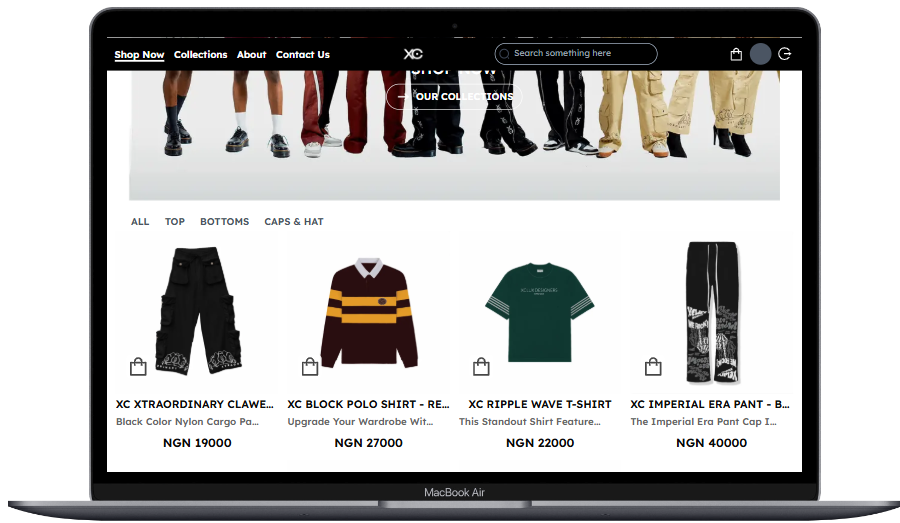 Shop Now Collections About Contact Us XC Search something here
SHOP NOW
OUR COLLECTIONS
ALL TOP BOTTOMS CAPS & HAT
XC XTRAORDINARY CLAWE... XC BLOCK POLO SHIRT - RE... XC RIPPLE WAVE T-SHIRT XC IMPERIAL ERA PANT - B...
Black Color Nylon Cargo Pa... Upgrade Your Wardrobe Wit... This Standout Shirt Feature... The Imperial Era Pant Cap I...
NGN 19000 NGN 27000 NGN 22000 NGN 40000
MacBook Air